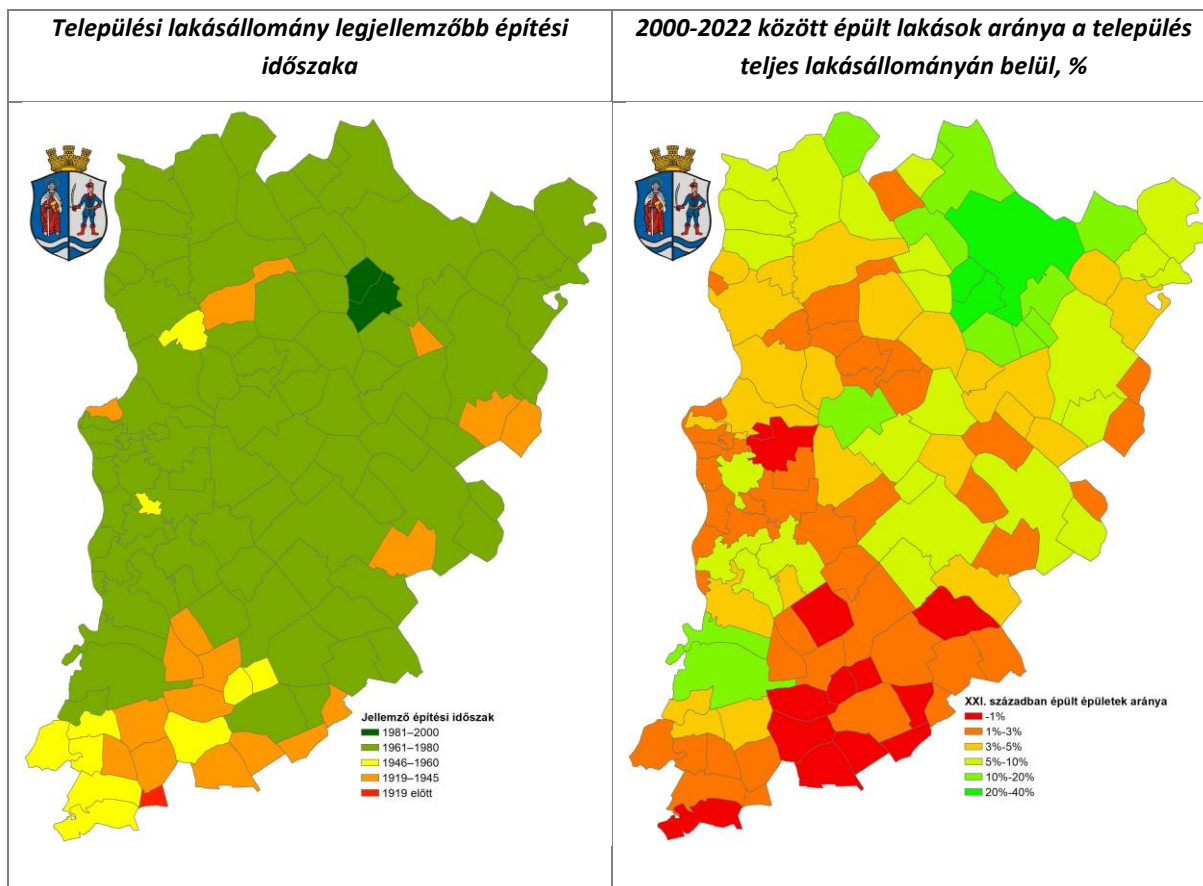 Települési lakásállomány legjellemzőbb építési
időszaka
2000-2022 között épült lakások aránya a település
teljes lakásállományán belül, %
Jellemző építési időszak
1981–2000
1961–1980
1946–1960
1919–1945
1919 előtt
XXI. században épült épületek aránya
-1%
1%-3%
3%-5%
5%-10%
10%-20%
20%-40%